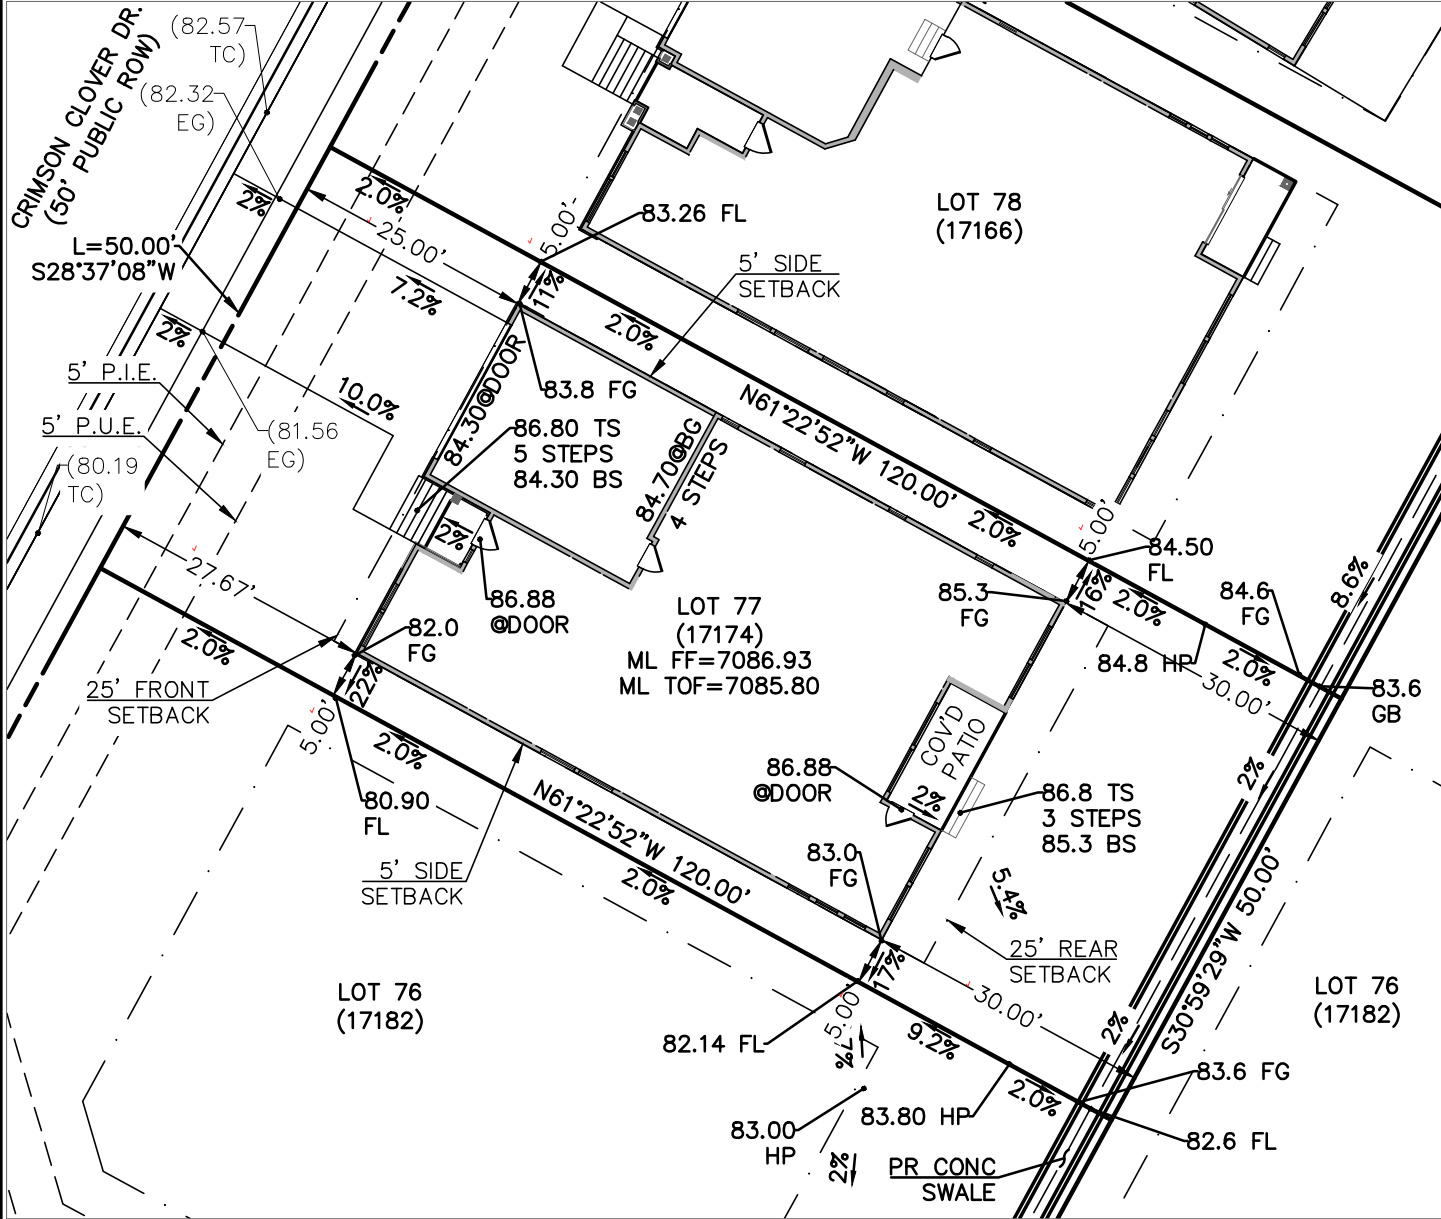 CRIMSON CLOVER DR.
(50' PUBLIC ROW)
(82.57
TC)
(82.32
EG)
2%
2.0%
25.00'
5.00'
83.26 FL
LOT 78
(17166)
L=50.00'
S28°37'08"W
7.2%
11%
5' SIDE
SETBACK
2.0%
2%
5' P.I.E.
10.0%
84.30@DOOR
83.8 FG
N61°22'52"W 120.00'
5' P.U.E.
(81.56
EG)
86.80 TS
5 STEPS
84.30 BS
84.70@BG
4 STEPS
(80.19
TC)
2%
2.0%
5.00'
84.50
FL
27.67'
86.88
@DOOR
LOT 77
(17174)
ML FF=7086.93
ML TOF=7085.80
85.3
FG
16%
2.0%
84.6
FG
8.6%
2.0%
82.0
FG
84.8 HP
2.0%
30.00'
83.6
GB
25' FRONT
SETBACK
22%
5.00'
2.0%
COV'D
PATIO
86.88
@DOOR
2%
86.8 TS
3 STEPS
85.3 BS
2%
80.90
FL
N61°22'52"W 120.00'
5' SIDE
SETBACK
2.0%
83.0
FG
5.4%
25' REAR
SETBACK
S30°59'29"W 50.00'
LOT 76
(17182)
17%
30.00'
LOT 76
(17182)
82.14 FL
5.00'
9.2%
2%
7%
83.6 FG
2.0%
83.00
HP
83.80 HP
82.6 FL
2%
PR CONC
SWALE